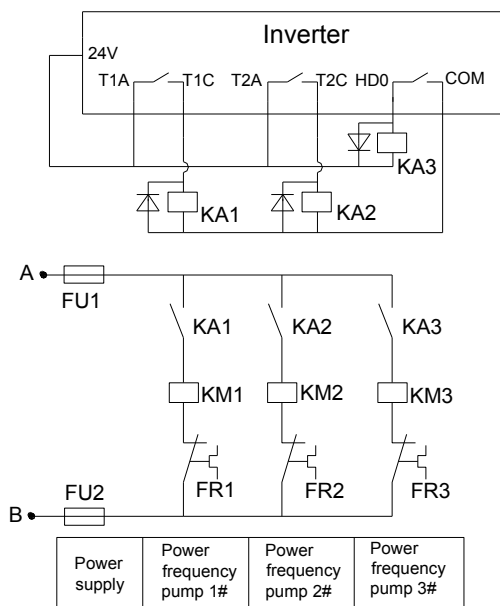 Inverter
24V
T1A T1C T2A T2C HD0 COM
KA3
KA1 KA2
A
FU1
KA1 KA2 KA3
KM1 KM2 KM3
FR1 FR2 FR3
FU2
B
Power supply
Power frequency pump 1#
Power frequency pump 2#
Power frequency pump 3#